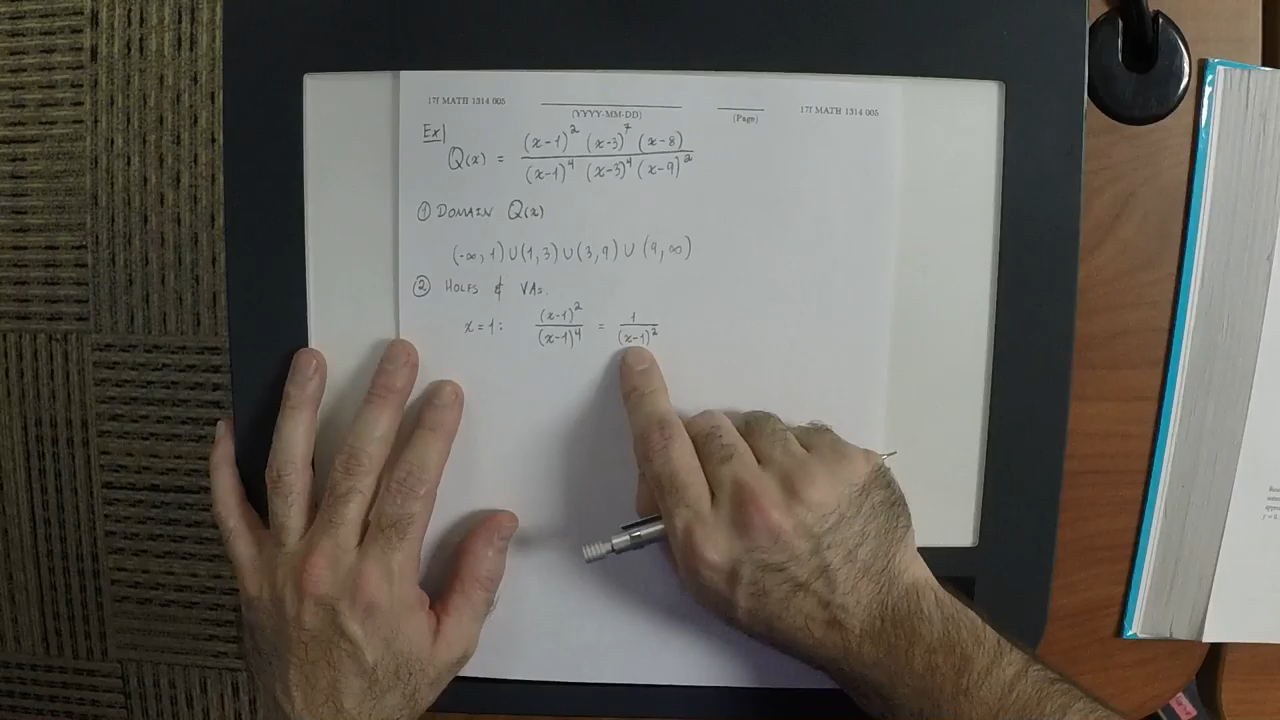 17f MATH 1314 005 (YYYY-MM-DD) (Page) 17f MATH 1314 005
Ex
Q(x) = (x-1)^2 (x-3)^7 (x-8) / (x-1)^4 (x-3)^4 (x-9)^2
① DOMAIN Q(x)
(-∞, 1) ∪ (1, 3) ∪ (3, 9) ∪ (9, ∞)
② HOLES & VAs.
x = 1: (x-1)^2 / (x-1)^4 = 1 / (x-1)^2